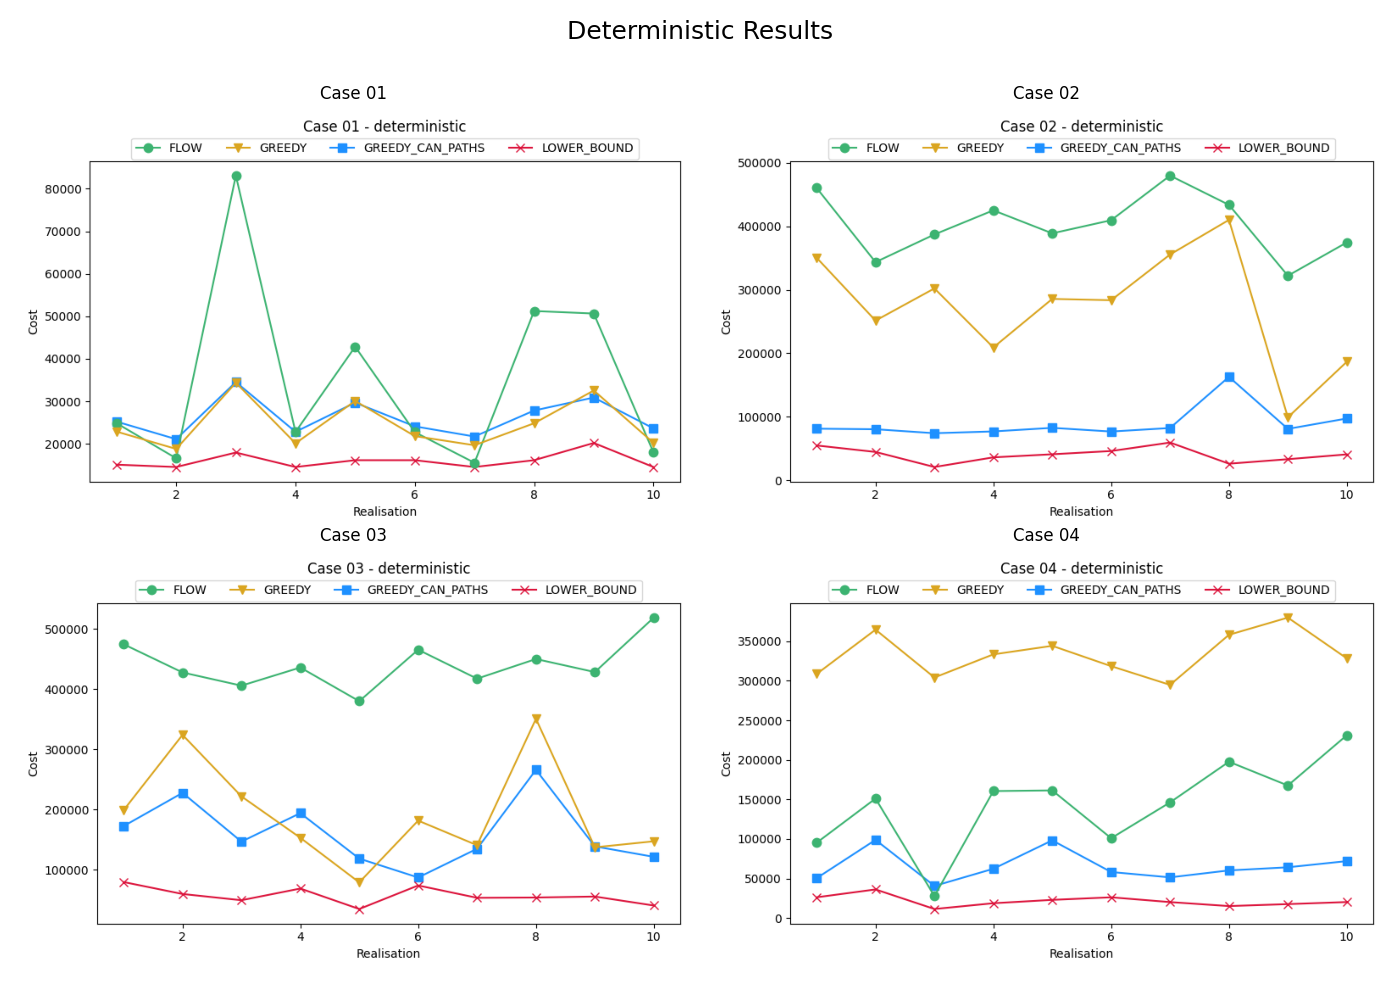 Deterministic Results
Case 01
Case 01 - deterministic
FLOW GREEDY GREEDY_CAN_PATHS LOWER_BOUND
80000
70000
60000
50000
40000
30000
20000
Cost
2 4 6 8 10
Realisation
Case 02
Case 02 - deterministic
FLOW GREEDY GREEDY_CAN_PATHS LOWER_BOUND
500000
400000
300000
200000
100000
0
Cost
2 4 6 8 10
Realisation
Case 03
Case 03 - deterministic
FLOW GREEDY GREEDY_CAN_PATHS LOWER_BOUND
500000
400000
300000
200000
100000
Cost
2 4 6 8 10
Realisation
Case 04
Case 04 - deterministic
FLOW GREEDY GREEDY_CAN_PATHS LOWER_BOUND
350000
300000
250000
200000
150000
100000
50000
0
Cost
2 4 6 8 10
Realisation